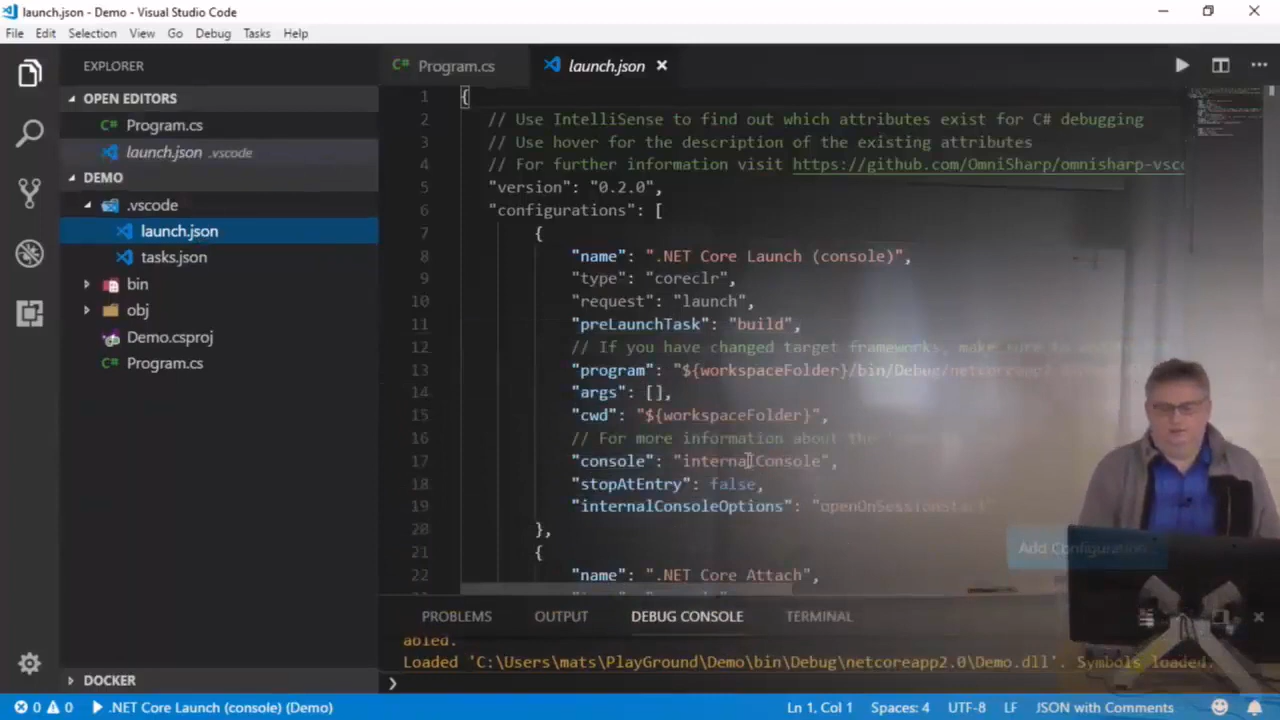 launch.json - Demo - Visual Studio Code
File Edit Selection View Go Debug Tasks Help
EXPLORER
OPEN EDITORS
Program.cs
launch.json .vscode
DEMO
.vscode
launch.json
tasks.json
bin
obj
Demo.csproj
Program.cs
DOCKER
Program.cs launch.json
1 {
2 // Use IntelliSense to find out which attributes exist for C# debugging
3 // Use hover for the description of the existing attributes
4 // For further information visit https://github.com/OmniSharp/omnisharp-vsco
5 "version": "0.2.0",
6 "configurations": [
7 {
8 "name": ".NET Core Launch (console)",
9 "type": "coreclr",
10 "request": "launch",
11 "preLaunchTask": "build",
12 // If you have changed target frameworks, make sure to
13 "program": "${workspaceFolder}/bin/Debug/netcoreapp2.0/
14 "args": [],
15 "cwd": "${workspaceFolder}",
16 // For more information about the
17 "console": "internalConsole",
18 "stopAtEntry": false,
19 "internalConsoleOptions": "openOnSessionStart"
20 },
21 {
22 "name": ".NET Core Attach",
Add Configuration...
PROBLEMS OUTPUT DEBUG CONSOLE TERMINAL
abled.
Loaded 'C:\Users\mats\PlayGround\Demo\bin\Debug\netcoreapp2.0\Demo.dll'. Symbols loaded.
0 0 .NET Core Launch (console) (Demo) Ln 1, Col 1 Spaces: 4 UTF-8 LF JSON with Comments